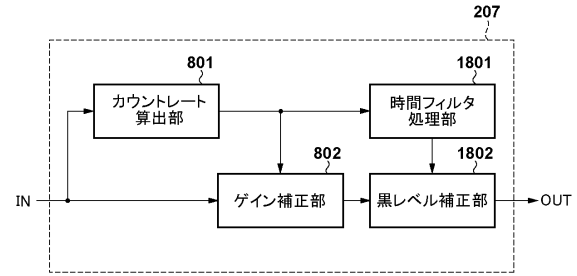 207
801
カウントレート
算出部
1801
時間フィルタ
処理部
802
ゲイン補正部
1802
黒レベル補正部
IN
OUT